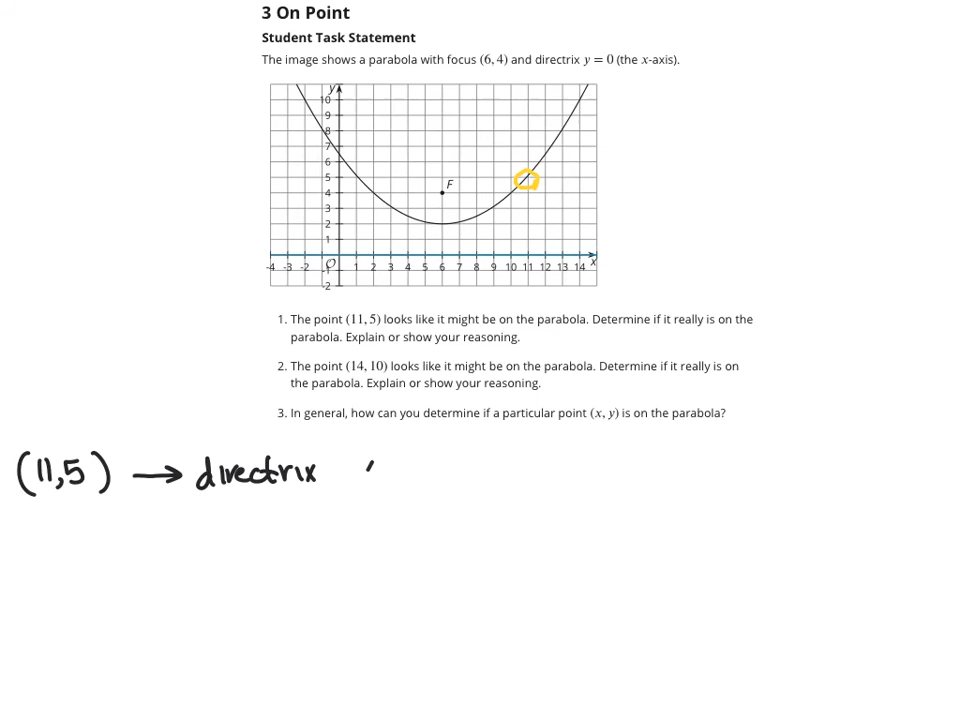 3 On Point
Student Task Statement
The image shows a parabola with focus (6, 4) and directrix y = 0 (the x-axis).
y
10
9
8
7
6
5
4
3
2
1
-1
-2
F
O
-4 -3 -2 1 2 3 4 5 6 7 8 9 10 11 12 13 14 x
1. The point (11, 5) looks like it might be on the parabola. Determine if it really is on the
parabola. Explain or show your reasoning.
2. The point (14, 10) looks like it might be on the parabola. Determine if it really is on
the parabola. Explain or show your reasoning.
3. In general, how can you determine if a particular point (x, y) is on the parabola?
(11,5) → directrix